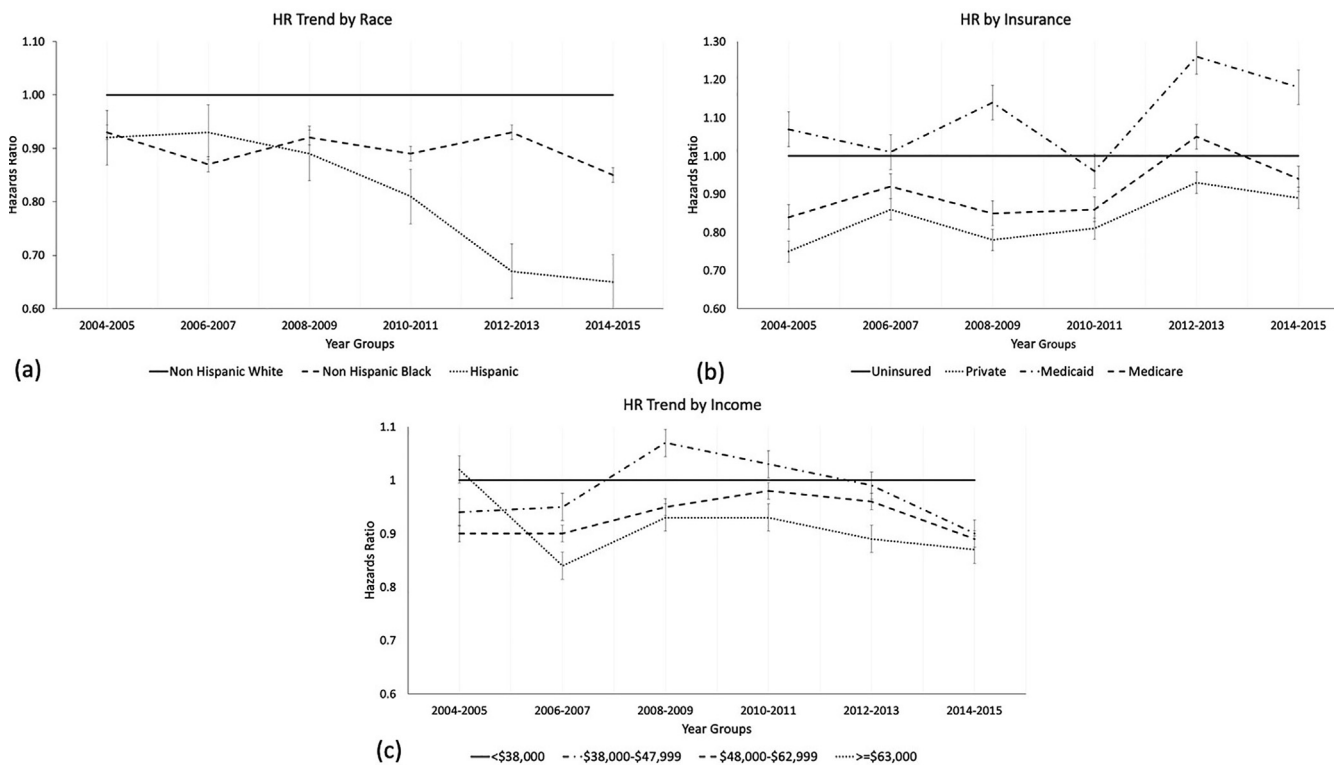 HR Trend by Race
1.10
1.00
0.90
0.80
0.70
0.60
Hazards Ratio
2004-2005 2006-2007 2008-2009 2010-2011 2012-2013 2014-2015
Year Groups
(a)
Non Hispanic White Non Hispanic Black Hispanic
HR by Insurance
1.30
1.20
1.10
1.00
0.90
0.80
0.70
0.60
Hazards Ratio
2004-2005 2006-2007 2008-2009 2010-2011 2012-2013 2014-2015
Year Groups
(b)
Uninsured Private Medicaid Medicare
HR Trend by Income
1.1
1
0.9
0.8
0.7
0.6
Hazards Ratio
2004-2005 2006-2007 2008-2009 2010-2011 2012-2013 2014-2015
Year Groups
(c)
<$38,000 $38,000-$47,999 $48,000-$62,999 >=$63,000